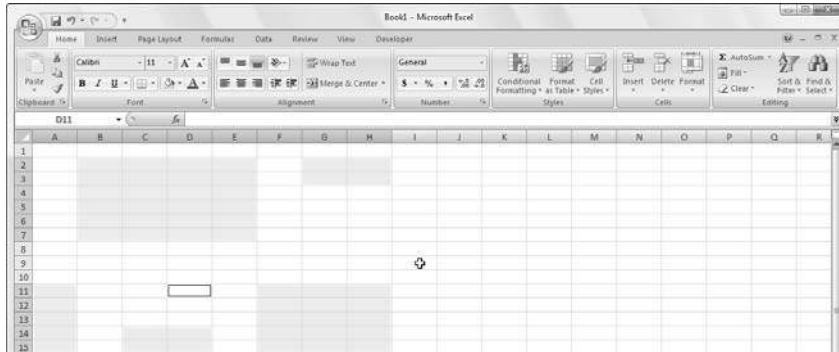 Book1 - Microsoft Excel
Home Insert Page Layout Formulas Data Review View Developer
Calibri 11 A A Wrap Text General Σ AutoSum
Fill
Paste B I U A Merge & Center $ % , Conditional Formatting Format as Table Cell Styles Insert Delete Format Clear Sort & Filter Find & Select
Clipboard Font Alignment Number Styles Cells Editing
D11 fx
A B C D E F G H I J K L M N O P Q R
1
2
3
4
5
6
7
8
9
10
11
12
13
14
15